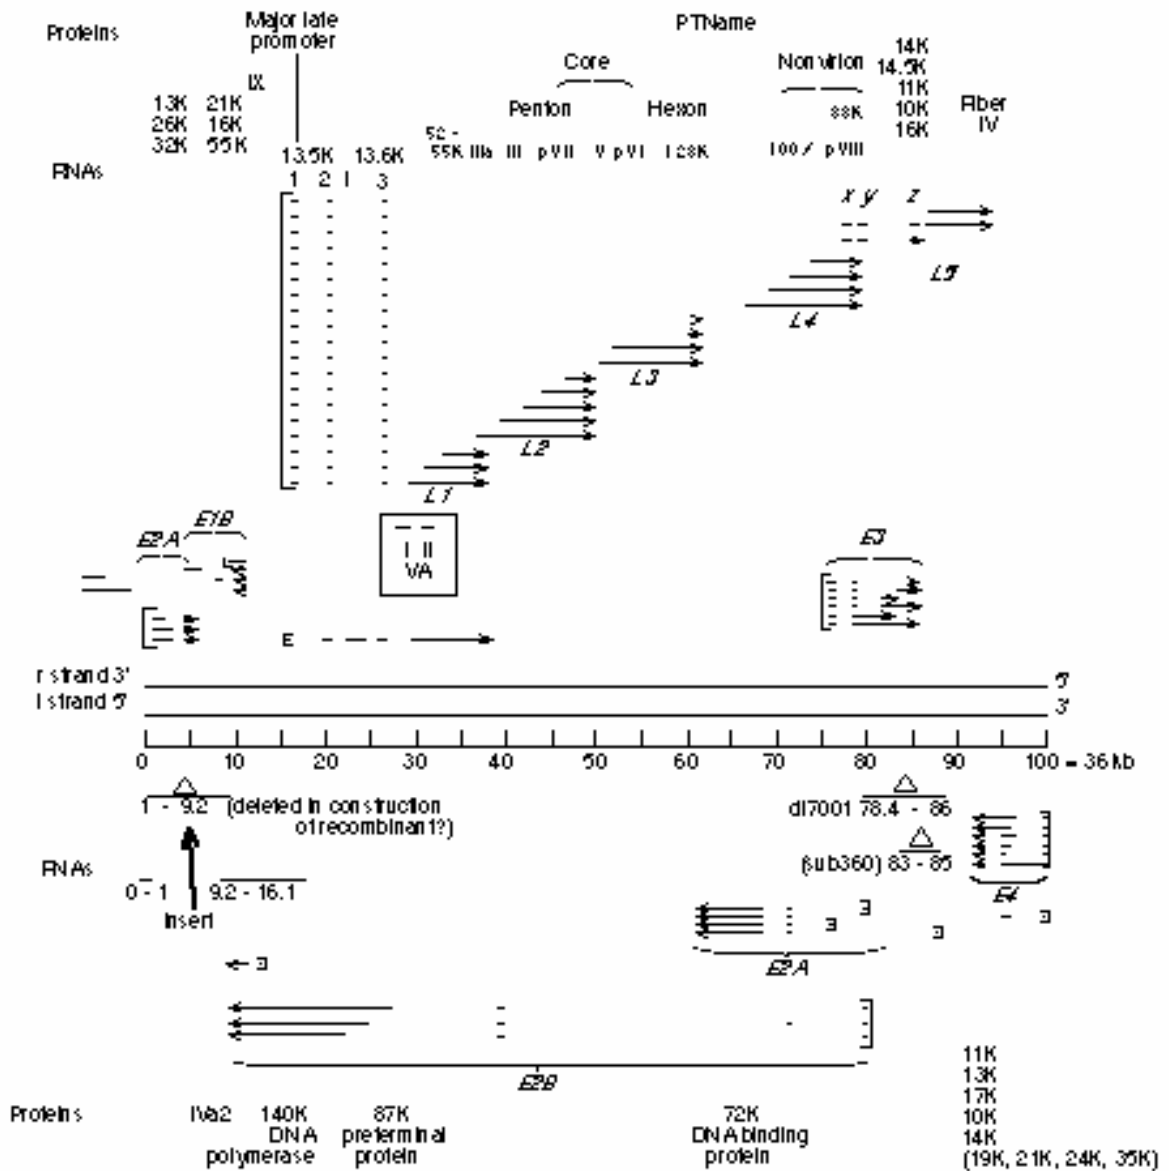 Proteins
Major late
promoter
PTName
Core
Nonvirion
14K
14.5K
11K
10K
16K
IX
13K 21K
26K 16K
32K 55K
Penton
Hexon
88K
Fiber
IV
52 -
55K IIIa III pVII V pVI 128K
100/ pVIII
13.5K 13.6K
RNAs
1 2 I 3
x y z
L5
L4
L3
L2
L1
E1B
E2A
E3
I II
VA
E
r strand 3' 5'
l strand 5' 3'
0 10 20 30 40 50 60 70 80 90 100 = 36 kb
1 - 9.2 (deleted in construction
of recombinant?)
dl7001 78.4 - 86
(sub360) 83 - 85
RNAs
0 - 1 9.2 - 16.1
Insert
E4
E2A
E2B
Proteins
IVa2
140K
DNA
polymerase
87K
preterminal
protein
72K
DNA binding
protein
11K
13K
17K
10K
14K
(19K, 21K, 24K, 35K)